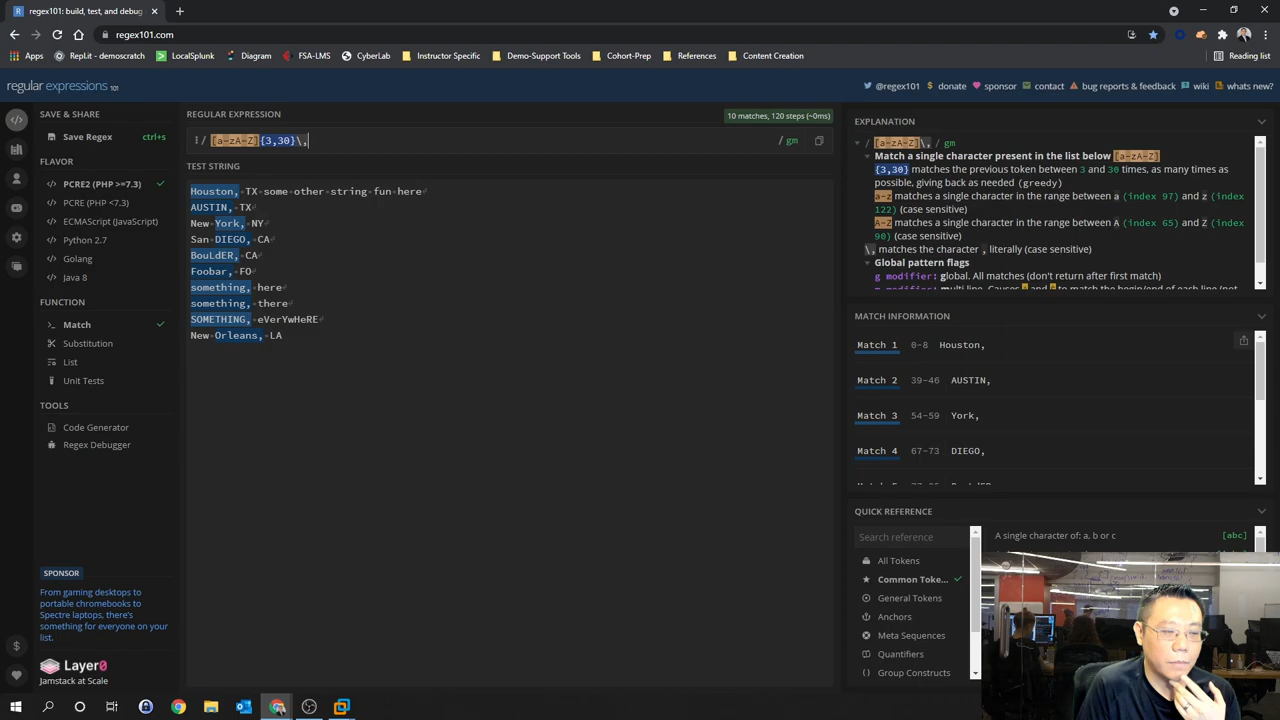 regex101: build, test, and debug
regex101.com
Apps
RepLit - democratch
LocalSplunk
Diagram
FSA-LMS
CyberLab
Instructor Specific
Demo-Support Tools
Cohort-Prep
References
Content Creation
Reading list
regular expressions 101
@regex101
donate
sponsor
contact
bug reports & feedback
wiki
whats new?
SAVE & SHARE
Save Regex ctrl+s
FLAVOR
PCRE2 (PHP >=7.3)
PCRE (PHP <7.3)
ECMAScript (JavaScript)
Python 2.7
Golang
Java 8
FUNCTION
Match
Substitution
List
Unit Tests
TOOLS
Code Generator
Regex Debugger
SPONSOR
From gaming desktops to
portable chromebooks to
Spectre laptops, there's
something for everyone on your
list.
Layer0
Jamstack at Scale
REGULAR EXPRESSION
10 matches, 120 steps (~0ms)
/ [a-zA-Z]{3,30}\, / gm
TEST STRING
Houston, TX some other string fun here
AUSTIN, TX
New York, NY
San DIEGO, CA
BouLdER, CA
Foobar, FO
something, here
something, there
SOMETHING, eVerYwHeRE
New Orleans, LA
EXPLANATION
/ [a-zA-Z]\, / gm
Match a single character present in the list below [a-zA-Z]
{3,30} matches the previous token between 3 and 30 times, as many times as
possible, giving back as needed (greedy)
a-z matches a single character in the range between a (index 97) and z (index
122) (case sensitive)
A-Z matches a single character in the range between A (index 65) and Z (index
90) (case sensitive)
\, matches the character , literally (case sensitive)
Global pattern flags
g modifier: global. All matches (don't return after first match)
MATCH INFORMATION
Match 1 0-8 Houston,
Match 2 39-46 AUSTIN,
Match 3 54-59 York,
Match 4 67-73 DIEGO,
QUICK REFERENCE
Search reference
All Tokens
Common Toke...
General Tokens
Anchors
Meta Sequences
Quantifiers
Group Constructs
A single character of: a, b or c [abc]